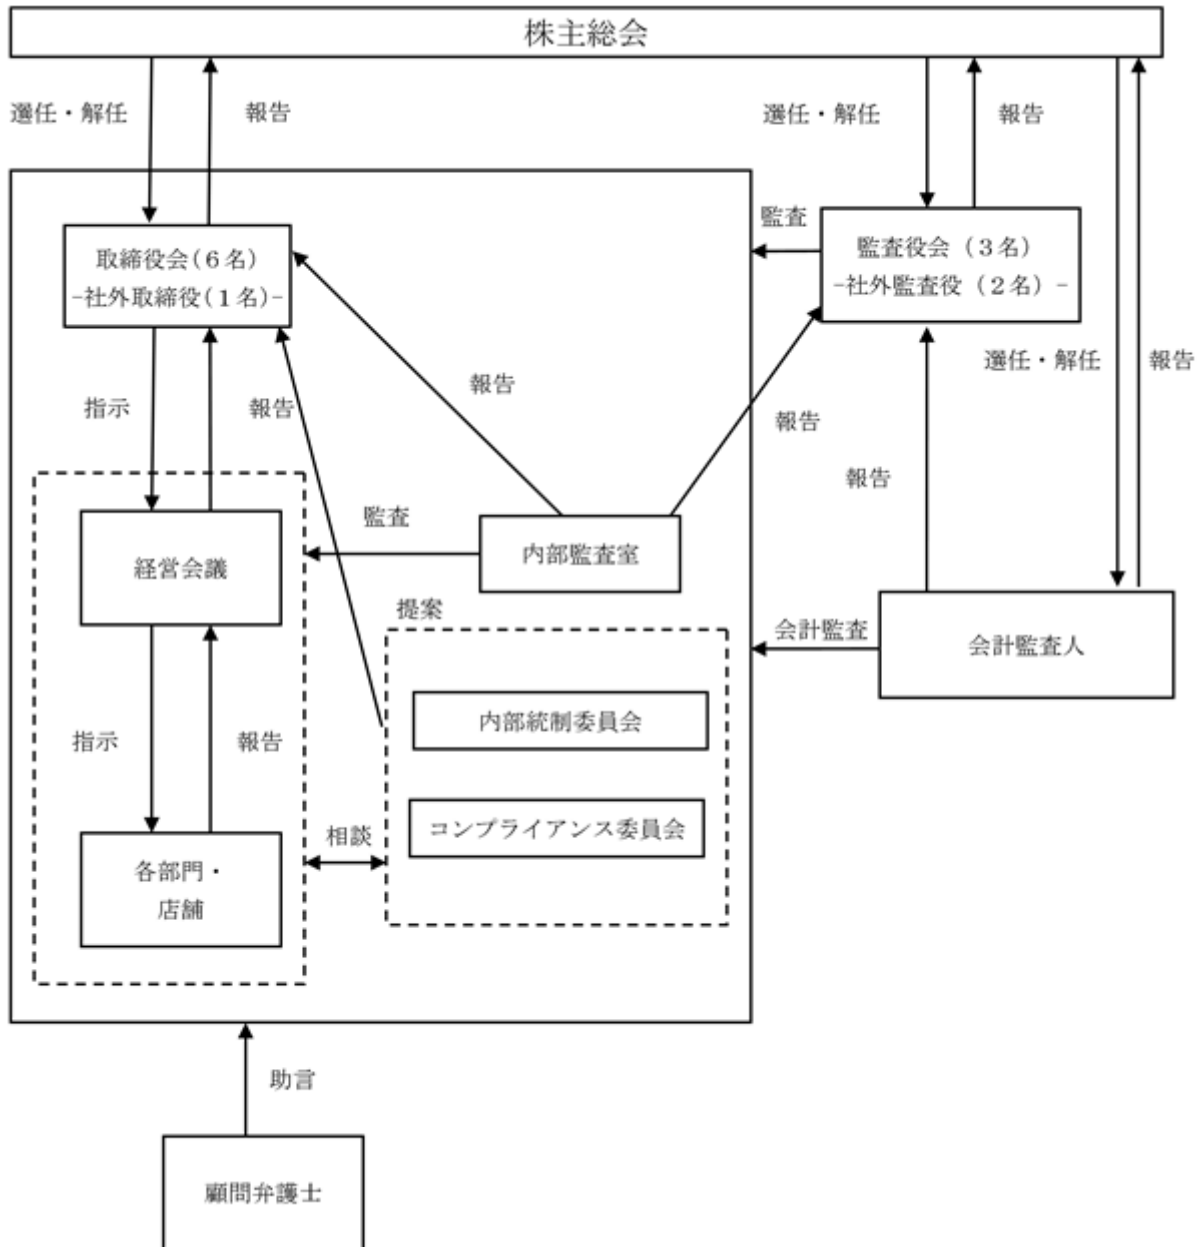 株主総会
選任・解任
報告
選任・解任
報告
取締役会(6名)
-社外取締役(1名)-
監査
監査役会(3名)
-社外監査役(2名)-
選任・解任
報告
指示
報告
報告
報告
報告
経営会議
監査
内部監査室
提案
会計監査
会計監査人
内部統制委員会
指示
報告
コンプライアンス委員会
相談
各部門・
店舗
助言
顧問弁護士